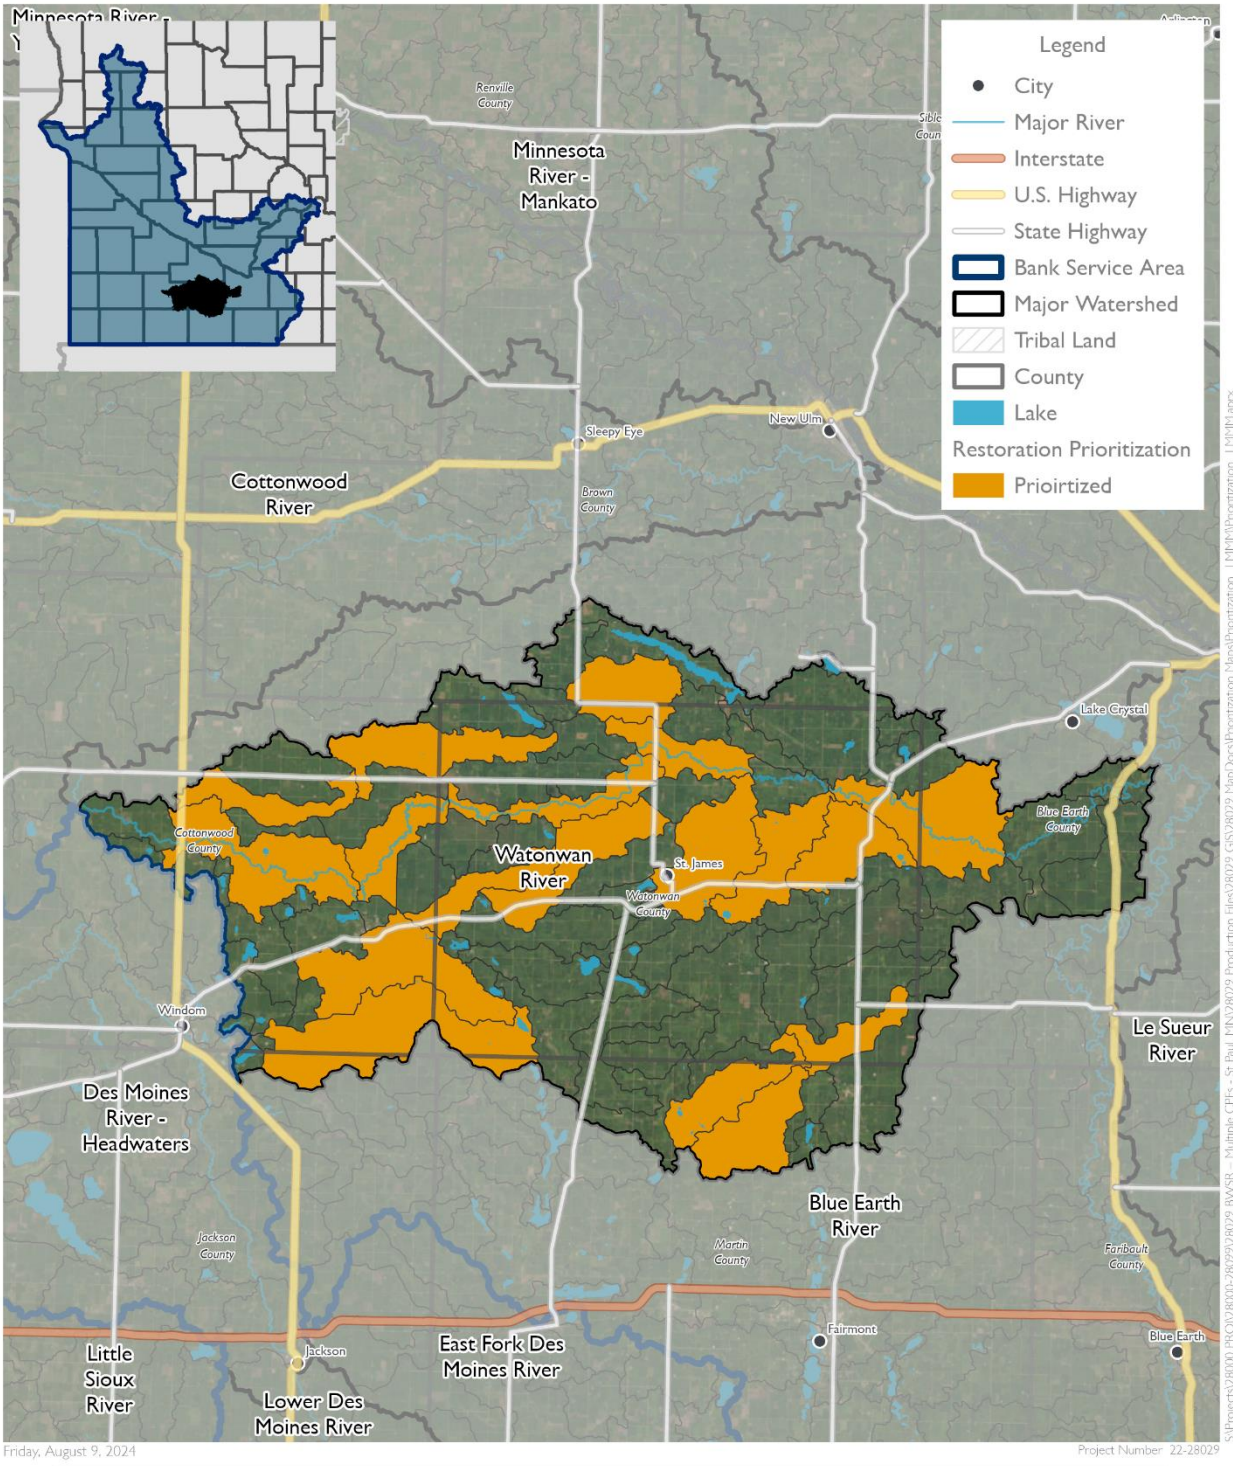 Minnesota River -
Y
Renville
County
Arlington
Sible
Coun
Minnesota
River -
Mankato
Legend
City
Major River
Interstate
U.S. Highway
State Highway
Bank Service Area
Major Watershed
Tribal Land
County
Lake
Restoration Prioritization
Prioirtized
New Ulm
Sleepy Eye
Cottonwood
River
Brown
County
Lake Crystal
Cottonwood
County
Blue Earth
County
Watonwan
River
St. James
Watonwan
County
Windom
Le Sueur
River
Des Moines
River -
Headwaters
Blue Earth
River
Jackson
County
Martin
County
Faribault
County
Fairmont
Blue Earth
East Fork Des
Moines River
Jackson
Little
Sioux
River
Lower Des
Moines River
Friday, August 9, 2024
Project Number 22-28029